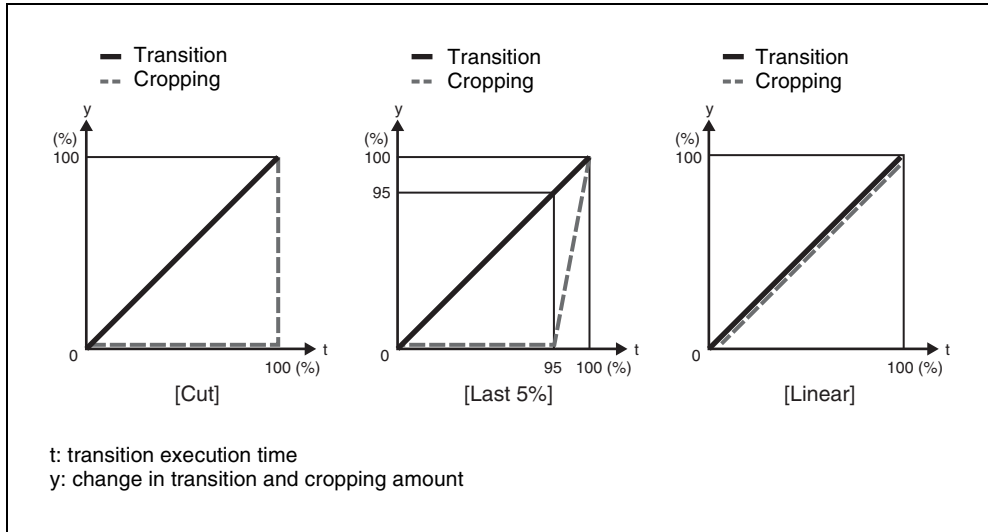 Transition
Cropping
y
(%)
100
0
t
100 (%)
[Cut]
Transition
Cropping
y
(%)
100
95
0
t
95
100 (%)
[Last 5%]
Transition
Cropping
y
(%)
100
0
t
100 (%)
[Linear]
t: transition execution time
y: change in transition and cropping amount